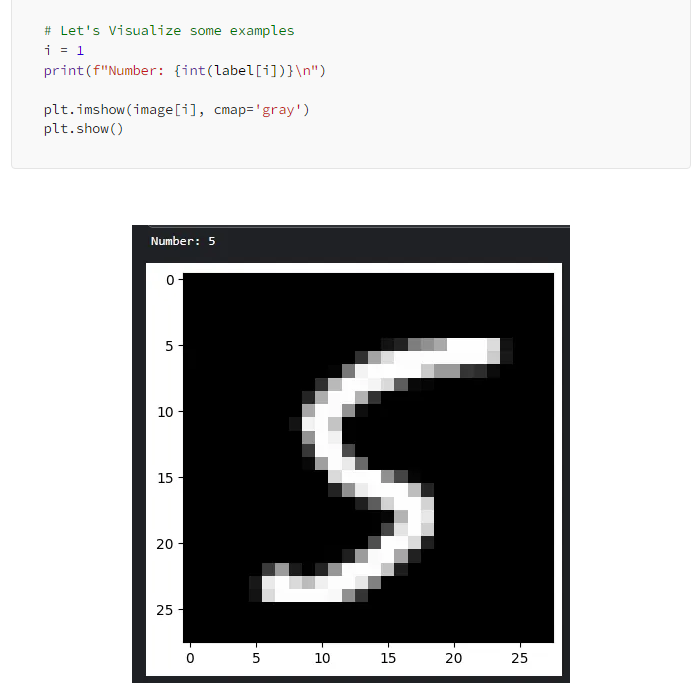 # Let's Visualize some examples
i = 1
print(f"Number: {int(label[i])}\n")
plt.imshow(image[i], cmap='gray')
plt.show()
Number: 5
0
5
10
15
20
25
0 5 10 15 20 25